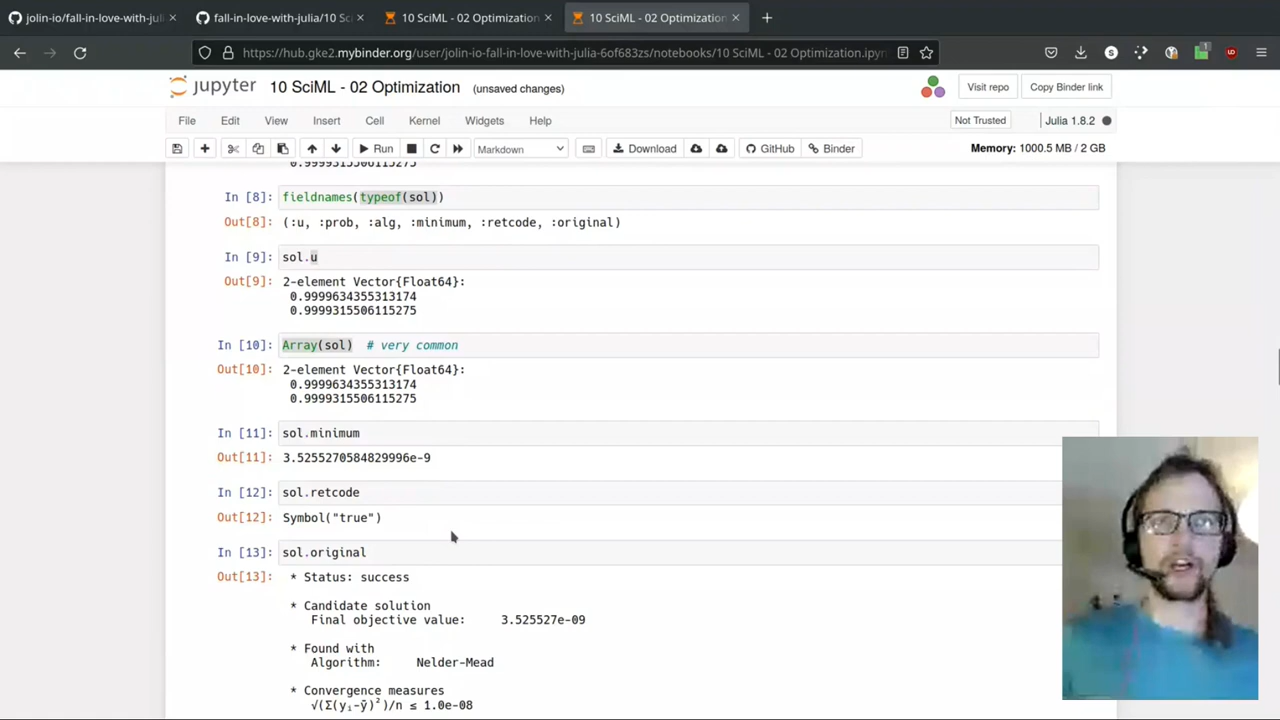 jolin-io/fall-in-love-with-juli
fall-in-love-with-julia/10 Sc
10 SciML - 02 Optimization
10 SciML - 02 Optimization
https://hub.gke2.mybinder.org/user/jolin-io-fall-in-love-with-julia-6of683zs/notebooks/10 SciML - 02 Optimization.ipyn
jupyter 10 SciML - 02 Optimization (unsaved changes)
Visit repo Copy Binder link
File Edit View Insert Cell Kernel Widgets Help
Not Trusted Julia 1.8.2
Run Markdown Download GitHub Binder Memory: 1000.5 MB / 2 GB
0.9999315506115275
In [8]: fieldnames(typeof(sol))
Out[8]: (:u, :prob, :alg, :minimum, :retcode, :original)
In [9]: sol.u
Out[9]: 2-element Vector{Float64}:
0.9999634355313174
0.9999315506115275
In [10]: Array(sol) # very common
Out[10]: 2-element Vector{Float64}:
0.9999634355313174
0.9999315506115275
In [11]: sol.minimum
Out[11]: 3.5255270584829996e-9
In [12]: sol.retcode
Out[12]: Symbol("true")
In [13]: sol.original
Out[13]: * Status: success
* Candidate solution
Final objective value: 3.525527e-09
* Found with
Algorithm: Nelder-Mead
* Convergence measures
√(Σ(yᵢ-ȳ)²)/n ≤ 1.0e-08